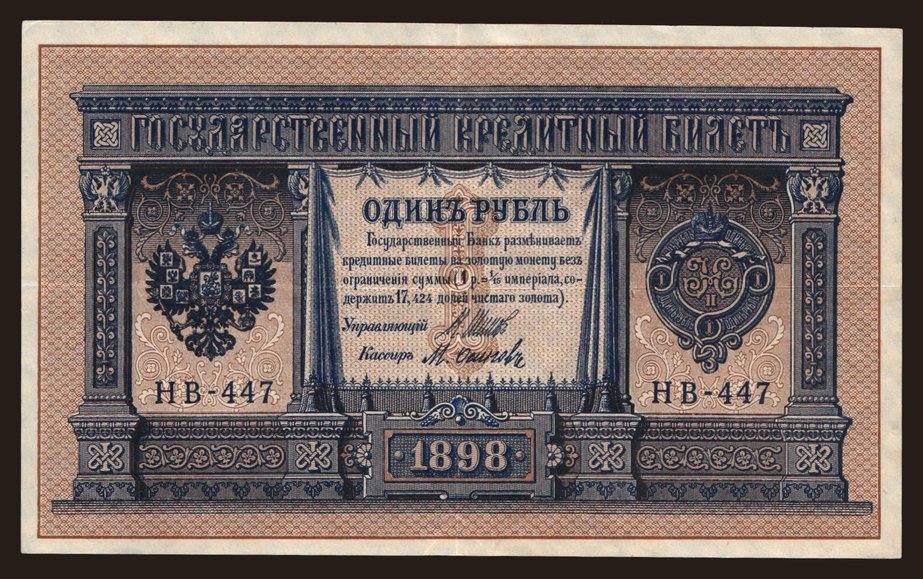 ГОСУДАРСТВЕННЫЙ КРЕДИТНЫЙ БИЛЕТЪ
ОДИНЪ РУБЛЬ
Государственный Банкъ размѣниваетъ
кредитные билеты на золотую монету безъ
ограниченія суммы (1 р.=1/15 имперіала, со-
держитъ 17,424 долей чистаго золота).
Управляющій
Кассиръ
НВ-447
НВ-447
1898